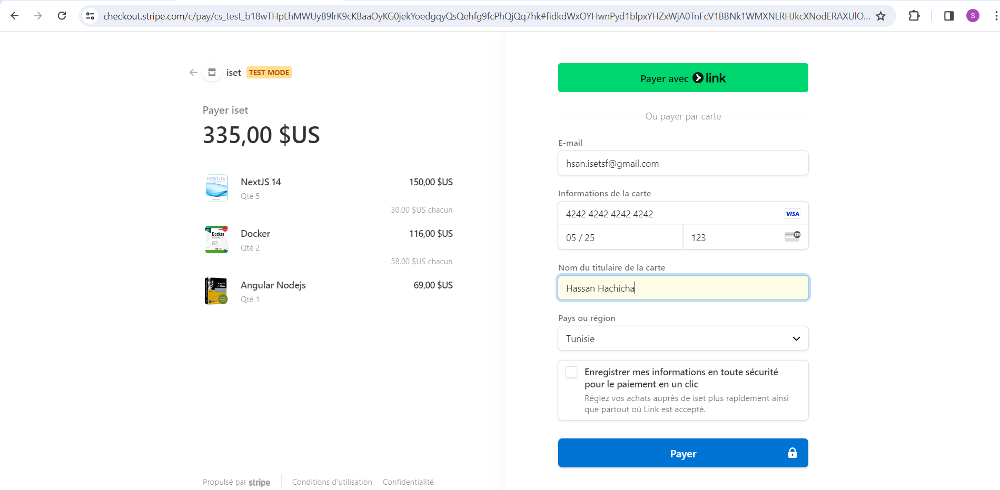 checkout.stripe.com/c/pay/cs_test_b18wTHpLhMWUyB9lrK9cKBaaOyKG0jekYoedgqyQsQehfg9fcPhQjQq7hk#fidkdWxOYHwnPyd1blpxYHZxWjA0TnFcV1BBNk1WMXNLRHJkcXNodERAXUlO...
S
iset TEST MODE
Payer iset
335,00 $US
NextJS 14 150,00 $US
Qté 5
30,00 $US chacun
Docker 116,00 $US
Qté 2
58,00 $US chacun
Angular Nodejs 69,00 $US
Qté 1
Propulsé par stripe Conditions d'utilisation Confidentialité
Payer avec link
Ou payer par carte
E-mail
hsan.isetsf@gmail.com
Informations de la carte
4242 4242 4242 4242 VISA
05 / 25 123 135
Nom du titulaire de la carte
Hassan Hachicha
Pays ou région
Tunisie
Enregistrer mes informations en toute sécurité
pour le paiement en un clic
Réglez vos achats auprès de iset plus rapidement ainsi
que partout où Link est accepté.
Payer